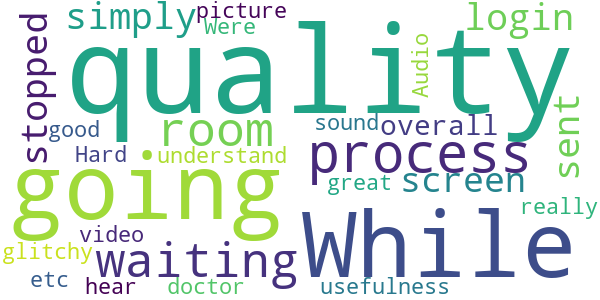 simply
picture
Were
login
stopped
quality
Audio
good
room
sound
overall
sent
Hard
understand
process
going
great
screen
While
really
video
glitchy
waiting
etc
hear
doctor
usefulness